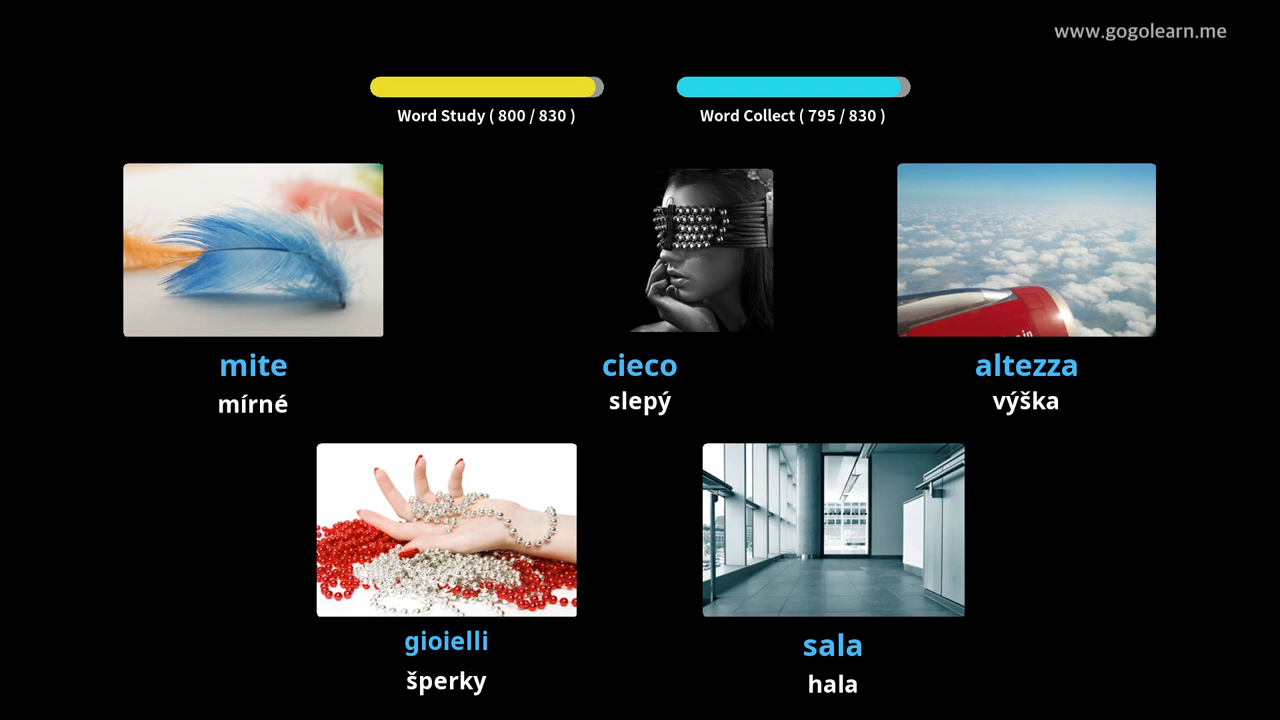 www.gogolearn.me
Word Study ( 800 / 830 )
Word Collect ( 795 / 830 )
mite
mírné
cieco
slepý
altezza
výška
gioielli
šperky
sala
hala